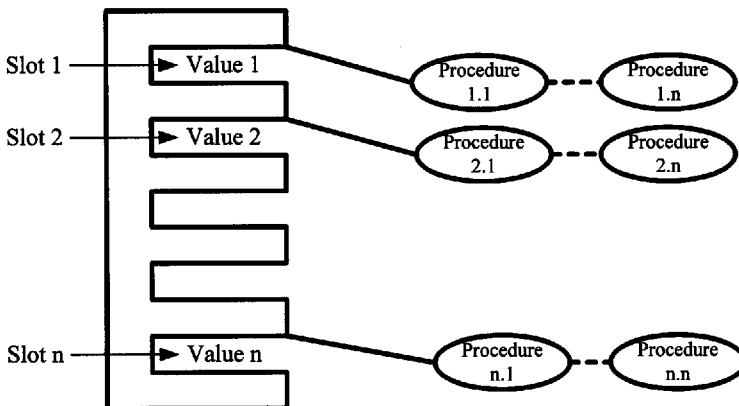 Slot 1
Value 1
Procedure
1.1
Procedure
1.n
Slot 2
Value 2
Procedure
2.1
Procedure
2.n
Slot n
Value n
Procedure
n.1
Procedure
n.n